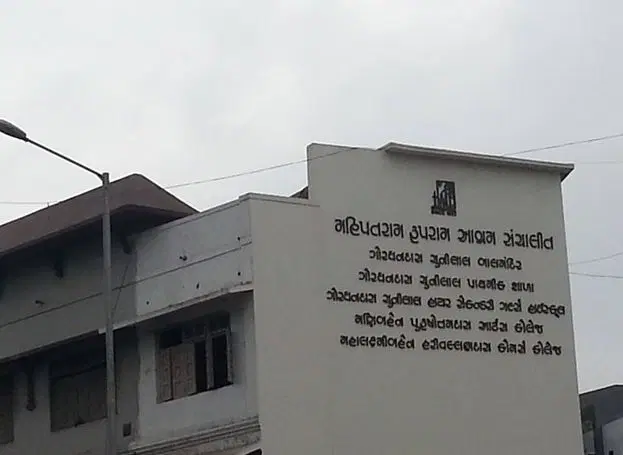 મહિપતરામ રૂપરામ આશ્રમ સંચાલીત
ગોરધનદાસ ચુનીલાલ બાલમંદિર
ગોરધનદાસ ચુનીલાલ પ્રાથમીક શાળા
ગોરધનદાસ ચુનીલાલ હાયર સેકન્ડરી ગર્લ્સ હાઈસ્કૂલ
મણિબહેન પુરૂષોત્તમદાસ આર્ટસ કોલેજ
મહાલક્ષ્મીબહેન હરીવલ્લભદાસ કોમર્સ કોલેજ